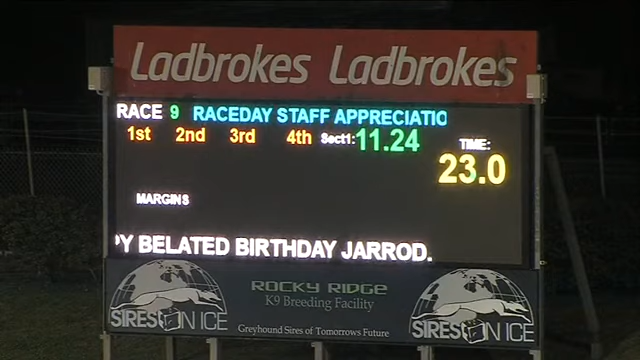 Ladbrokes Ladbrokes
RACE 9 RACEDAY STAFF APPRECIATIO
1st 2nd 3rd 4th Sect1: 11.24 TIME:
23.0
MARGINS
PY BELATED BIRTHDAY JARROD.
ROCKY RIDGE
K9 Breeding Facility
SIRES ON ICE
Greyhound Sires of Tomorrows Future
SIRES ON ICE